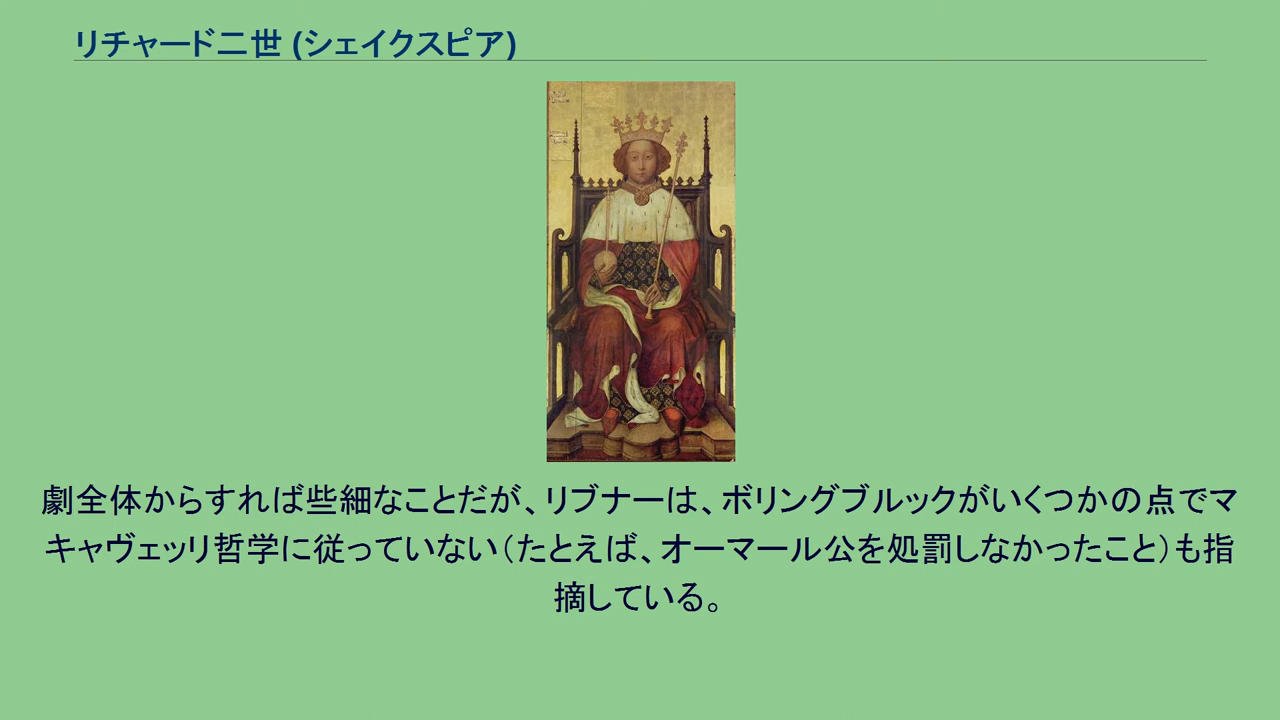 リチャード二世 (シェイクスピア)
劇全体からすれば些細なことだが、リブナーは、ボリングブルックがいくつかの点でマ
キャヴェッリ哲学に従っていない（たとえば、オーマール公を処罰しなかったこと）も指
摘している。